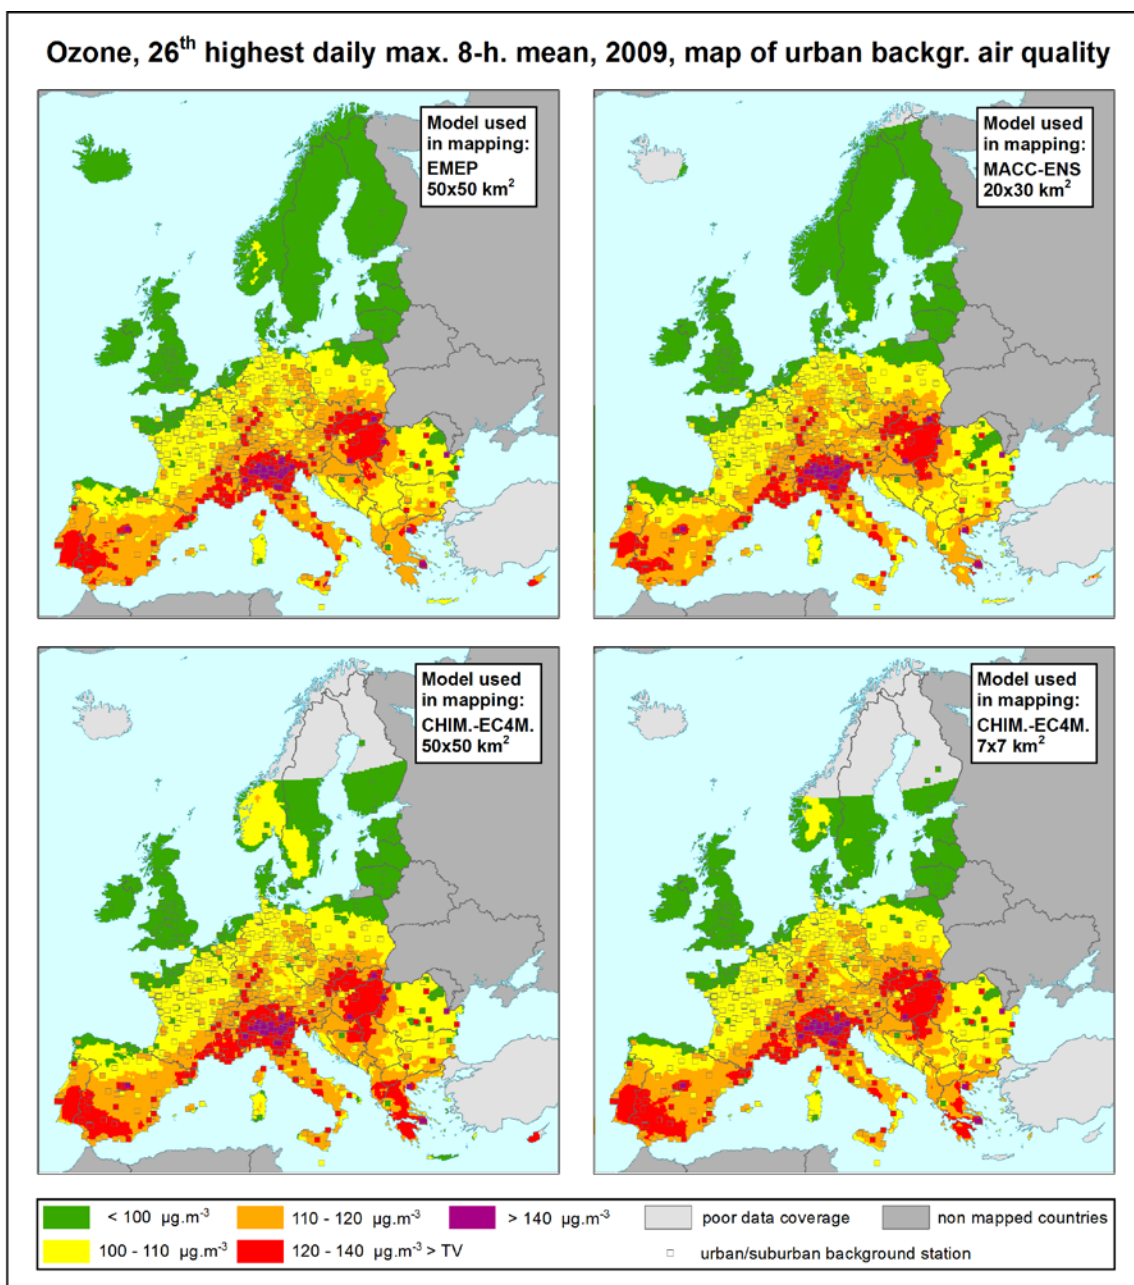 Ozone, 26th highest daily max. 8-h. mean, 2009, map of urban backgr. air quality
Model used
in mapping:
EMEP
50x50 km2
Model used
in mapping:
MACC-ENS
20x30 km2
Model used
in mapping:
CHIM.-EC4M.
50x50 km2
Model used
in mapping:
CHIM.-EC4M.
7x7 km2
< 100 µg.m-3
110 - 120 µg.m-3
> 140 µg.m-3
poor data coverage
non mapped countries
100 - 110 µg.m-3
120 - 140 µg.m-3 > TV
urban/suburban background station